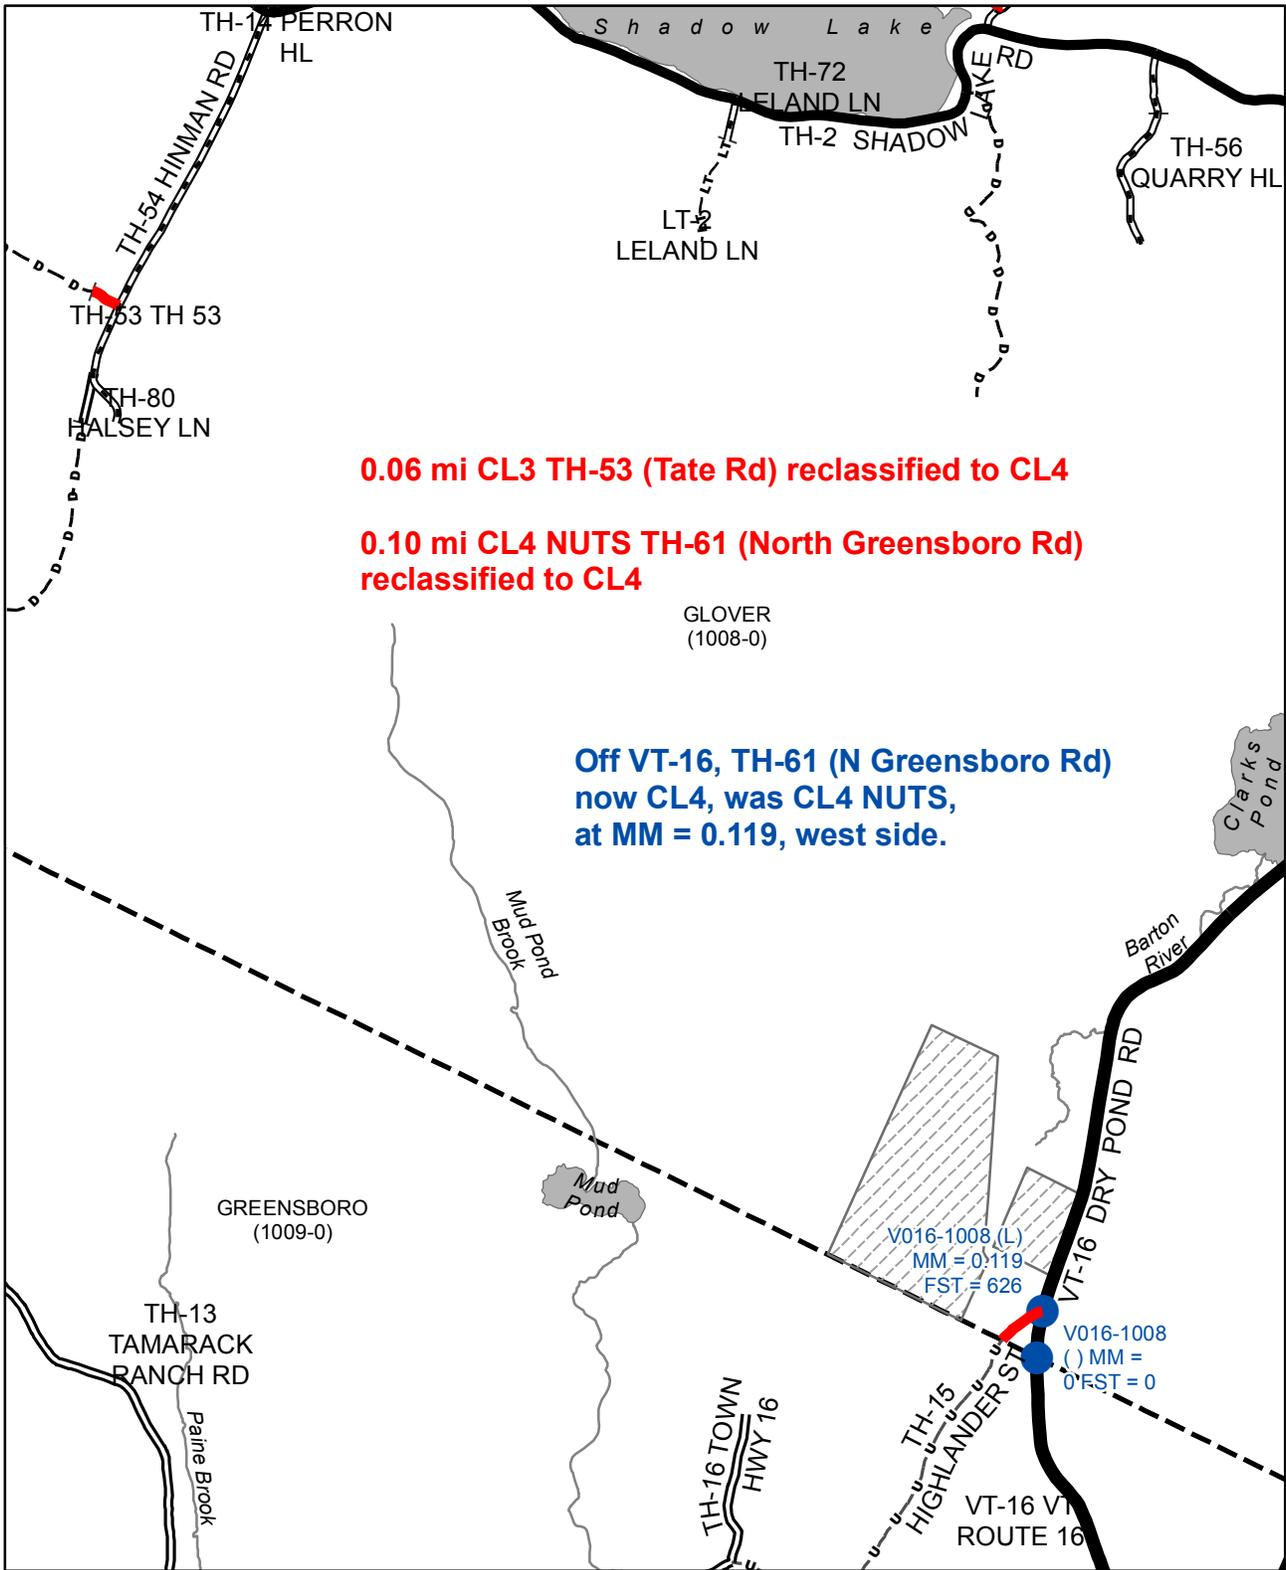 Shadow Lake
TH-14 PERRON
HL
TH-54 HINMAN RD
TH-72
LELAND LN
TH-2 SHADOW LAKE RD
TH-56
QUARRY HL
LT-2
LELAND LN
LT
LT
D
D
D
D
D
D
D
D
D
TH-53 TH 53
TH-80
HALSEY LN
D
D
D
D
D
0.06 mi CL3 TH-53 (Tate Rd) reclassified to CL4
0.10 mi CL4 NUTS TH-61 (North Greensboro Rd)
reclassified to CL4
GLOVER
(1008-0)
Off VT-16, TH-61 (N Greensboro Rd)
now CL4, was CL4 NUTS,
at MM = 0.119, west side.
Clarks
Pond
Mud Pond
Brook
Barton
River
VT-16 DRY POND RD
Mud
Pond
GREENSBORO
(1009-0)
V016-1008 (L)
MM = 0.119
FST = 626
V016-1008
( ) MM =
0 FST = 0
TH-13
TAMARACK
RANCH RD
Paine Brook
TH-16 TOWN
HWY 16
TH-15
HIGHLANDER ST
U
U
U
U
U
U
U
U
VT-16 VT
ROUTE 16